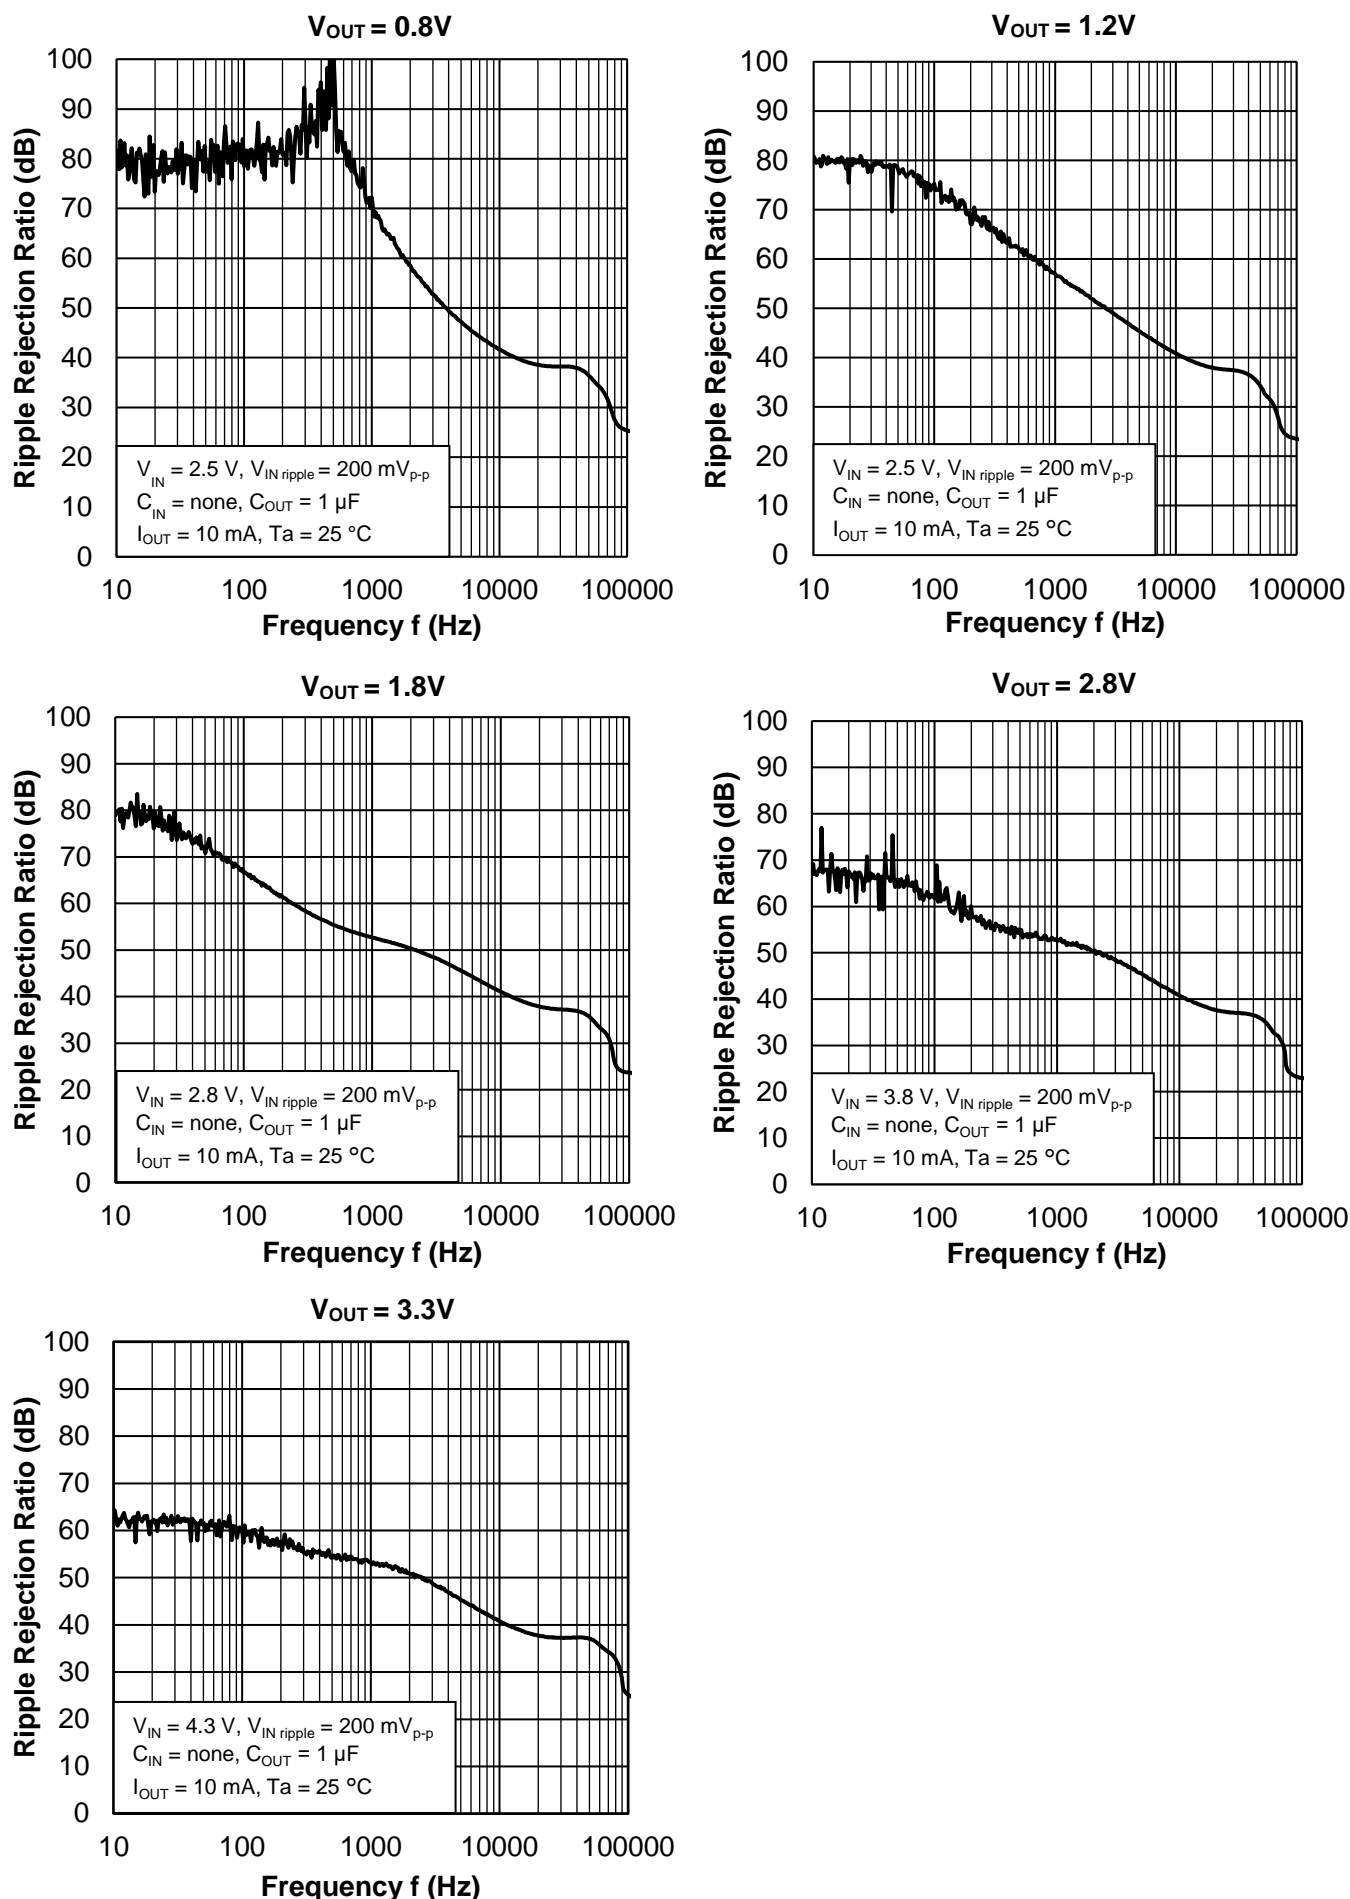 VOUT = 0.8V
Ripple Rejection Ratio (dB)
100
90
80
70
60
50
40
30
20
10
0
VIN = 2.5 V, VIN ripple = 200 mVp-p
CIN = none, COUT = 1 µF
IOUT = 10 mA, Ta = 25 °C
10 100 1000 10000 100000
Frequency f (Hz)
VOUT = 1.2V
Ripple Rejection Ratio (dB)
100
90
80
70
60
50
40
30
20
10
0
VIN = 2.5 V, VIN ripple = 200 mVp-p
CIN = none, COUT = 1 µF
IOUT = 10 mA, Ta = 25 °C
10 100 1000 10000 100000
Frequency f (Hz)
VOUT = 1.8V
Ripple Rejection Ratio (dB)
100
90
80
70
60
50
40
30
20
10
0
VIN = 2.8 V, VIN ripple = 200 mVp-p
CIN = none, COUT = 1 µF
IOUT = 10 mA, Ta = 25 °C
10 100 1000 10000 100000
Frequency f (Hz)
VOUT = 2.8V
Ripple Rejection Ratio (dB)
100
90
80
70
60
50
40
30
20
10
0
VIN = 3.8 V, VIN ripple = 200 mVp-p
CIN = none, COUT = 1 µF
IOUT = 10 mA, Ta = 25 °C
10 100 1000 10000 100000
Frequency f (Hz)
VOUT = 3.3V
Ripple Rejection Ratio (dB)
100
90
80
70
60
50
40
30
20
10
0
VIN = 4.3 V, VIN ripple = 200 mVp-p
CIN = none, COUT = 1 µF
IOUT = 10 mA, Ta = 25 °C
10 100 1000 10000 100000
Frequency f (Hz)